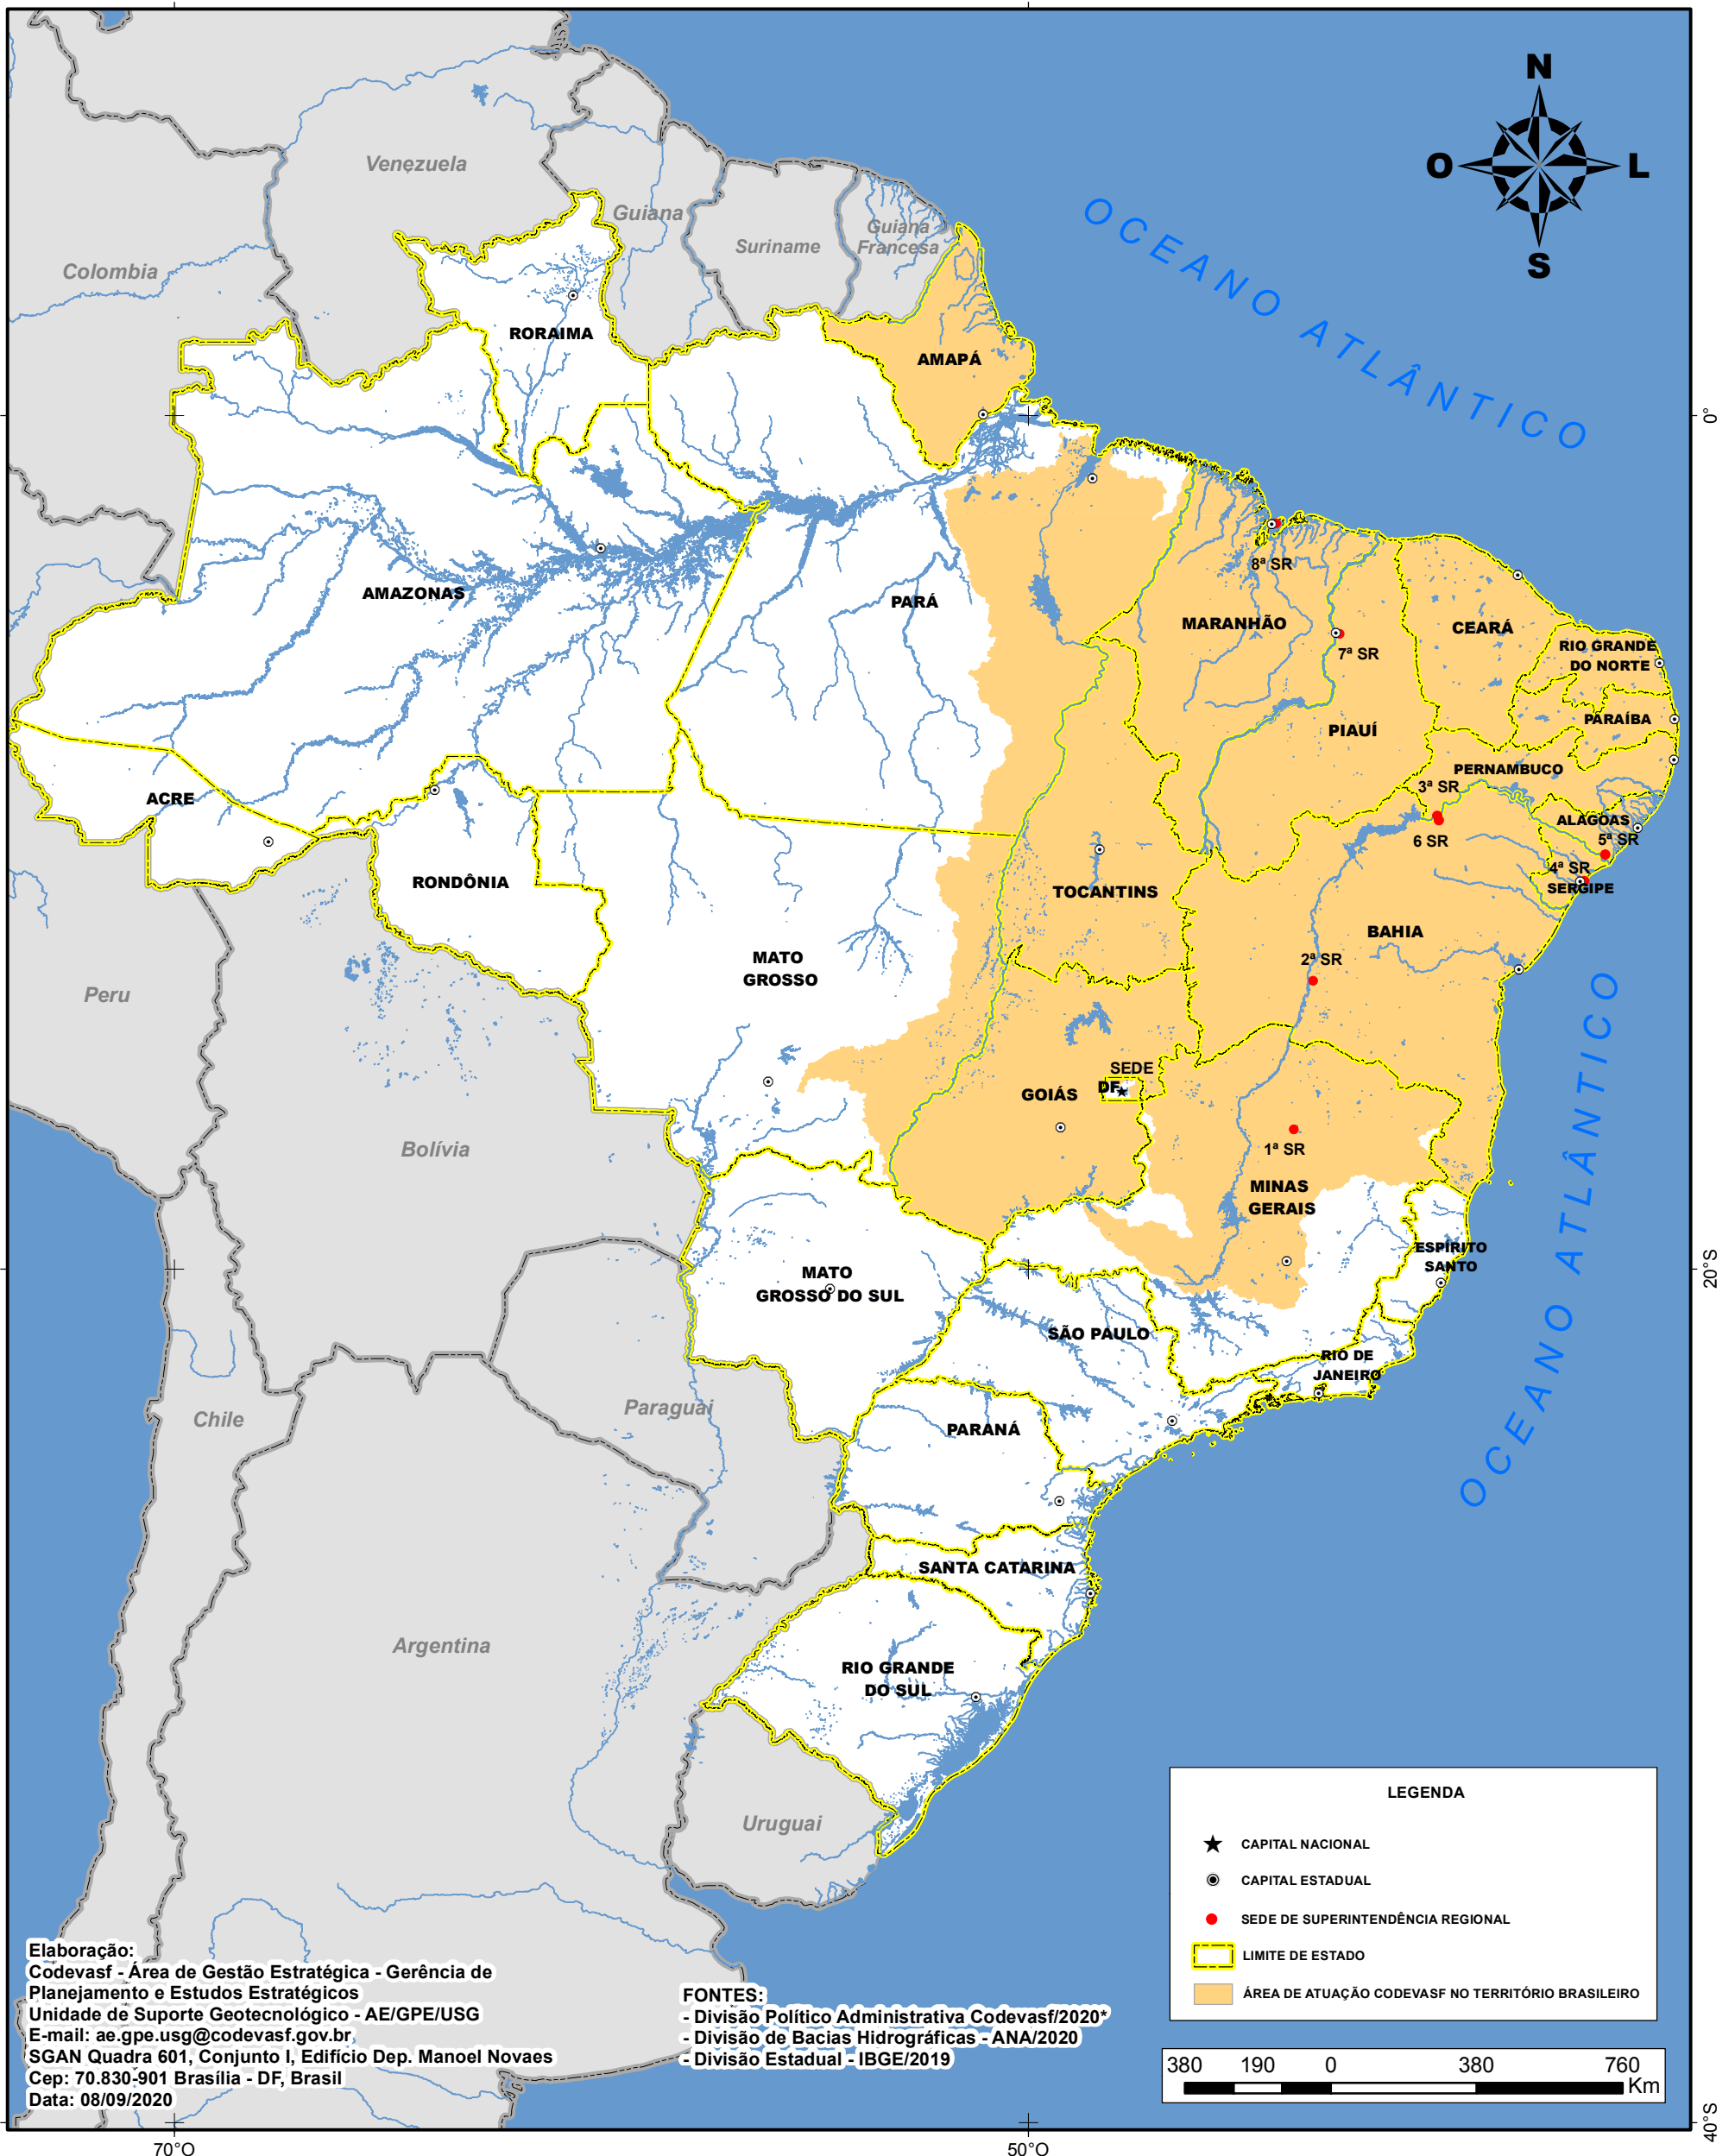 N
O
L
S
OCEANO ATLÂNTICO
Venezuela
Guiana
Suriname
Guiana
Francesa
Colombia
RORAIMA
AMAPÁ
0°
8ª SR
AMAZONAS
PARÁ
MARANHÃO
CEARÁ
RIO GRANDE
DO NORTE
7ª SR
PARAÍBA
PIAUÍ
PERNAMBUCO
3ª SR
ACRE
ALAGOAS
6 SR
5ª SR
4ª SR
SERGIPE
RONDÔNIA
TOCANTINS
BAHIA
MATO
GROSSO
2ª SR
Peru
OCEANO ATLÂNTICO
SEDE
DF
GOIÁS
Bolívia
1ª SR
MINAS
GERAIS
ESPÍRITO
SANTO
20°S
MATO
GROSSO DO SUL
SÃO PAULO
RIO DE
JANEIRO
Paraguai
Chile
PARANÁ
SANTA CATARINA
Argentina
RIO GRANDE
DO SUL
Uruguai
LEGENDA
CAPITAL NACIONAL
CAPITAL ESTADUAL
SEDE DE SUPERINTENDÊNCIA REGIONAL
LIMITE DE ESTADO
ÁREA DE ATUAÇÃO CODEVASF NO TERRITÓRIO BRASILEIRO
Elaboração:
Codevasf - Área de Gestão Estratégica - Gerência de
Planejamento e Estudos Estratégicos
Unidade de Suporte Geotecnológico - AE/GPE/USG
E-mail: ae.gpe.usg@codevasf.gov.br
SGAN Quadra 601, Conjunto I, Edifício Dep. Manoel Novaes
Cep: 70.830-901 Brasília - DF, Brasil
Data: 08/09/2020
FONTES:
- Divisão Político Administrativa Codevasf/2020*
- Divisão de Bacias Hidrográficas - ANA/2020
- Divisão Estadual - IBGE/2019
380 190 0 380 760
Km
40°S
70°O
50°O